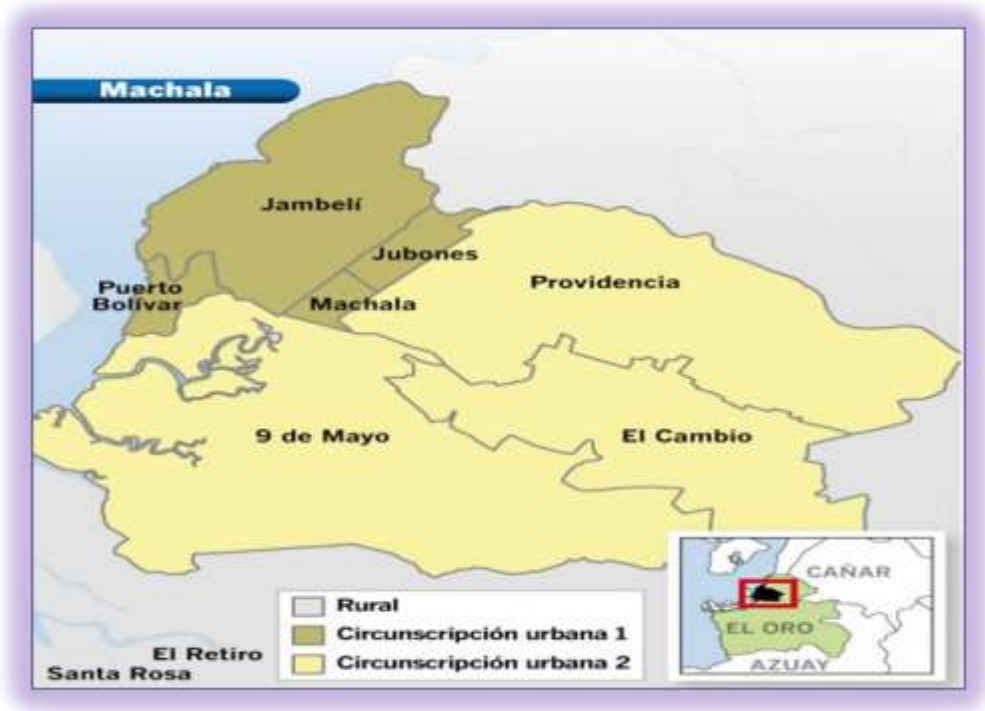 Machala
Jambelí
Jubones
Puerto
Bolívar
Machala
Providencia
9 de Mayo
El Cambio
Rural
Circunscripción urbana 1
Circunscripción urbana 2
El Retiro
Santa Rosa
CAÑAR
EL ORO
AZUAY